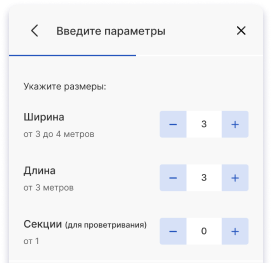 Введите параметры
Укажите размеры:
Ширина
от 3 до 4 метров
− 3 +
Длина
от 3 метров
− 3 +
Секции (для проветривания)
от 1
− 0 +